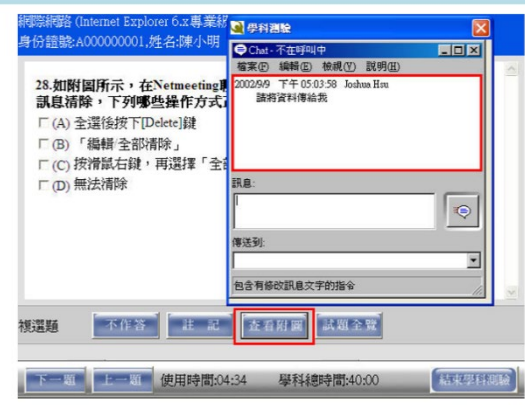 網際網路 (Internet Explorer 6.x專業級
身份證號:A000000001,姓名:陳小明
28.如附圖所示，在Netmeeting
訊息清除，下列哪些操作方式
(A) 全選後按下[Delete]鍵
(B) 「編輯/全部清除」
(C) 按滑鼠右鍵，再選擇「全
(D) 無法清除
學科測驗
Chat - 不在呼叫中
檔案(F) 編輯(E) 檢視(V) 說明(H)
2002/9/9 下午 05:03:58 Joshua Hsu
請將資料傳給我
訊息:
傳送到:
包含有修改訊息文字的指令
複選題
不作答
註 記
查看附圖
試題全覽
下一題
上一題
使用時間:04:34
學科總時間:40:00
結束學科測驗